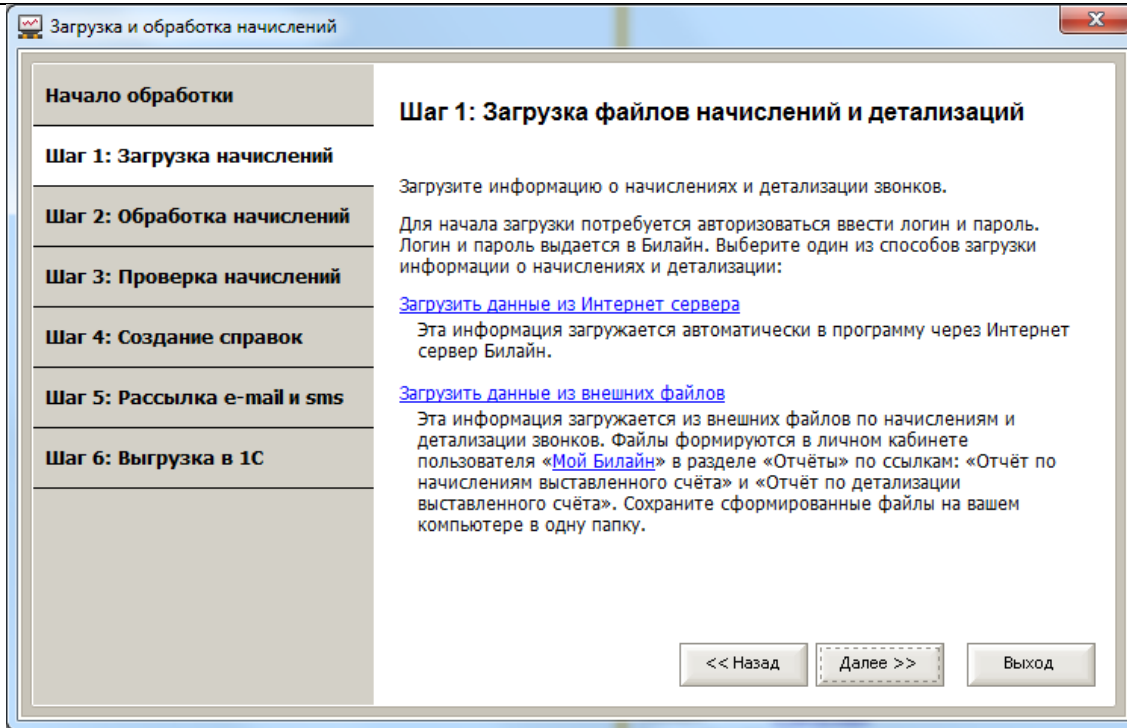 Загрузка и обработка начислений
Начало обработки
Шаг 1: Загрузка начислений
Шаг 2: Обработка начислений
Шаг 3: Проверка начислений
Шаг 4: Создание справок
Шаг 5: Рассылка e-mail и sms
Шаг 6: Выгрузка в 1С
Шаг 1: Загрузка файлов начислений и детализаций
Загрузите информацию о начислениях и детализации звонков.
Для начала загрузки потребуется авторизоваться ввести логин и пароль.
Логин и пароль выдается в Билайн. Выберите один из способов загрузки
информации о начислениях и детализации:
Загрузить данные из Интернет сервера
Эта информация загружается автоматически в программу через Интернет
сервер Билайн.
Загрузить данные из внешних файлов
Эта информация загружается из внешних файлов по начислениям и
детализации звонков. Файлы формируются в личном кабинете
пользователя «Мой Билайн» в разделе «Отчёты» по ссылкам: «Отчёт по
начислениям выставленного счёта» и «Отчёт по детализации
выставленного счёта». Сохраните сформированные файлы на вашем
компьютере в одну папку.
<< Назад
Далее >>
Выход